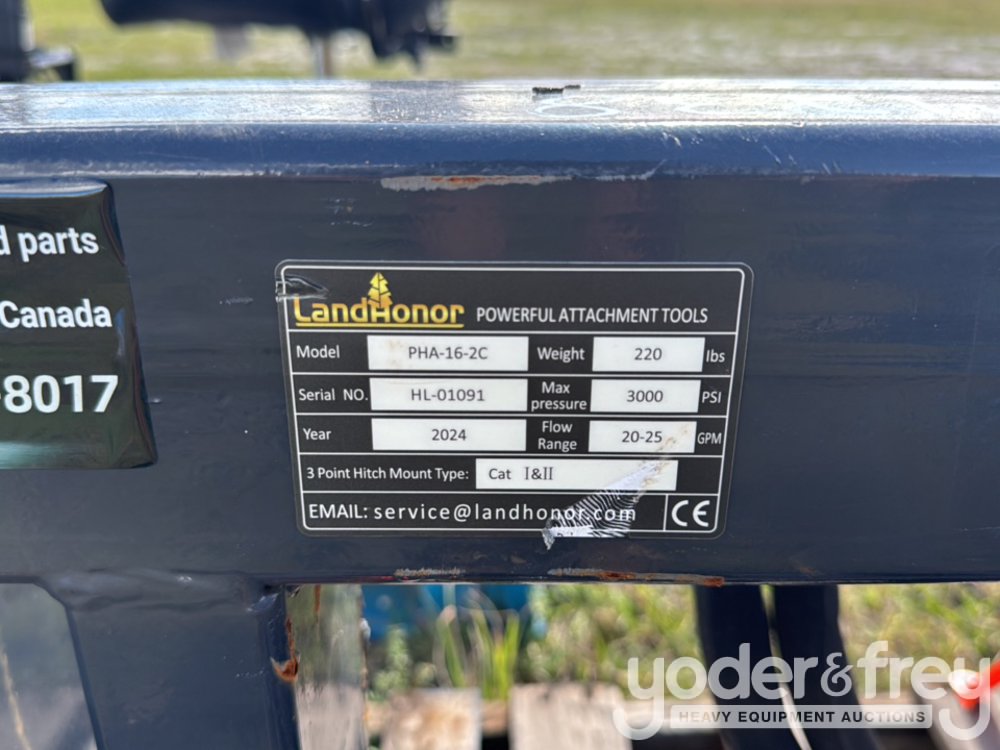 d parts
Canada
-8017
LandHonor POWERFUL ATTACHMENT TOOLS
Model PHA-16-2C Weight 220 lbs
Serial NO. HL-01091 Max pressure 3000 PSI
Year 2024 Flow Range 20-25 GPM
3 Point Hitch Mount Type: Cat I&II
EMAIL: service@landhonor.com CE
yoder&frey
HEAVY EQUIPMENT AUCTIONS